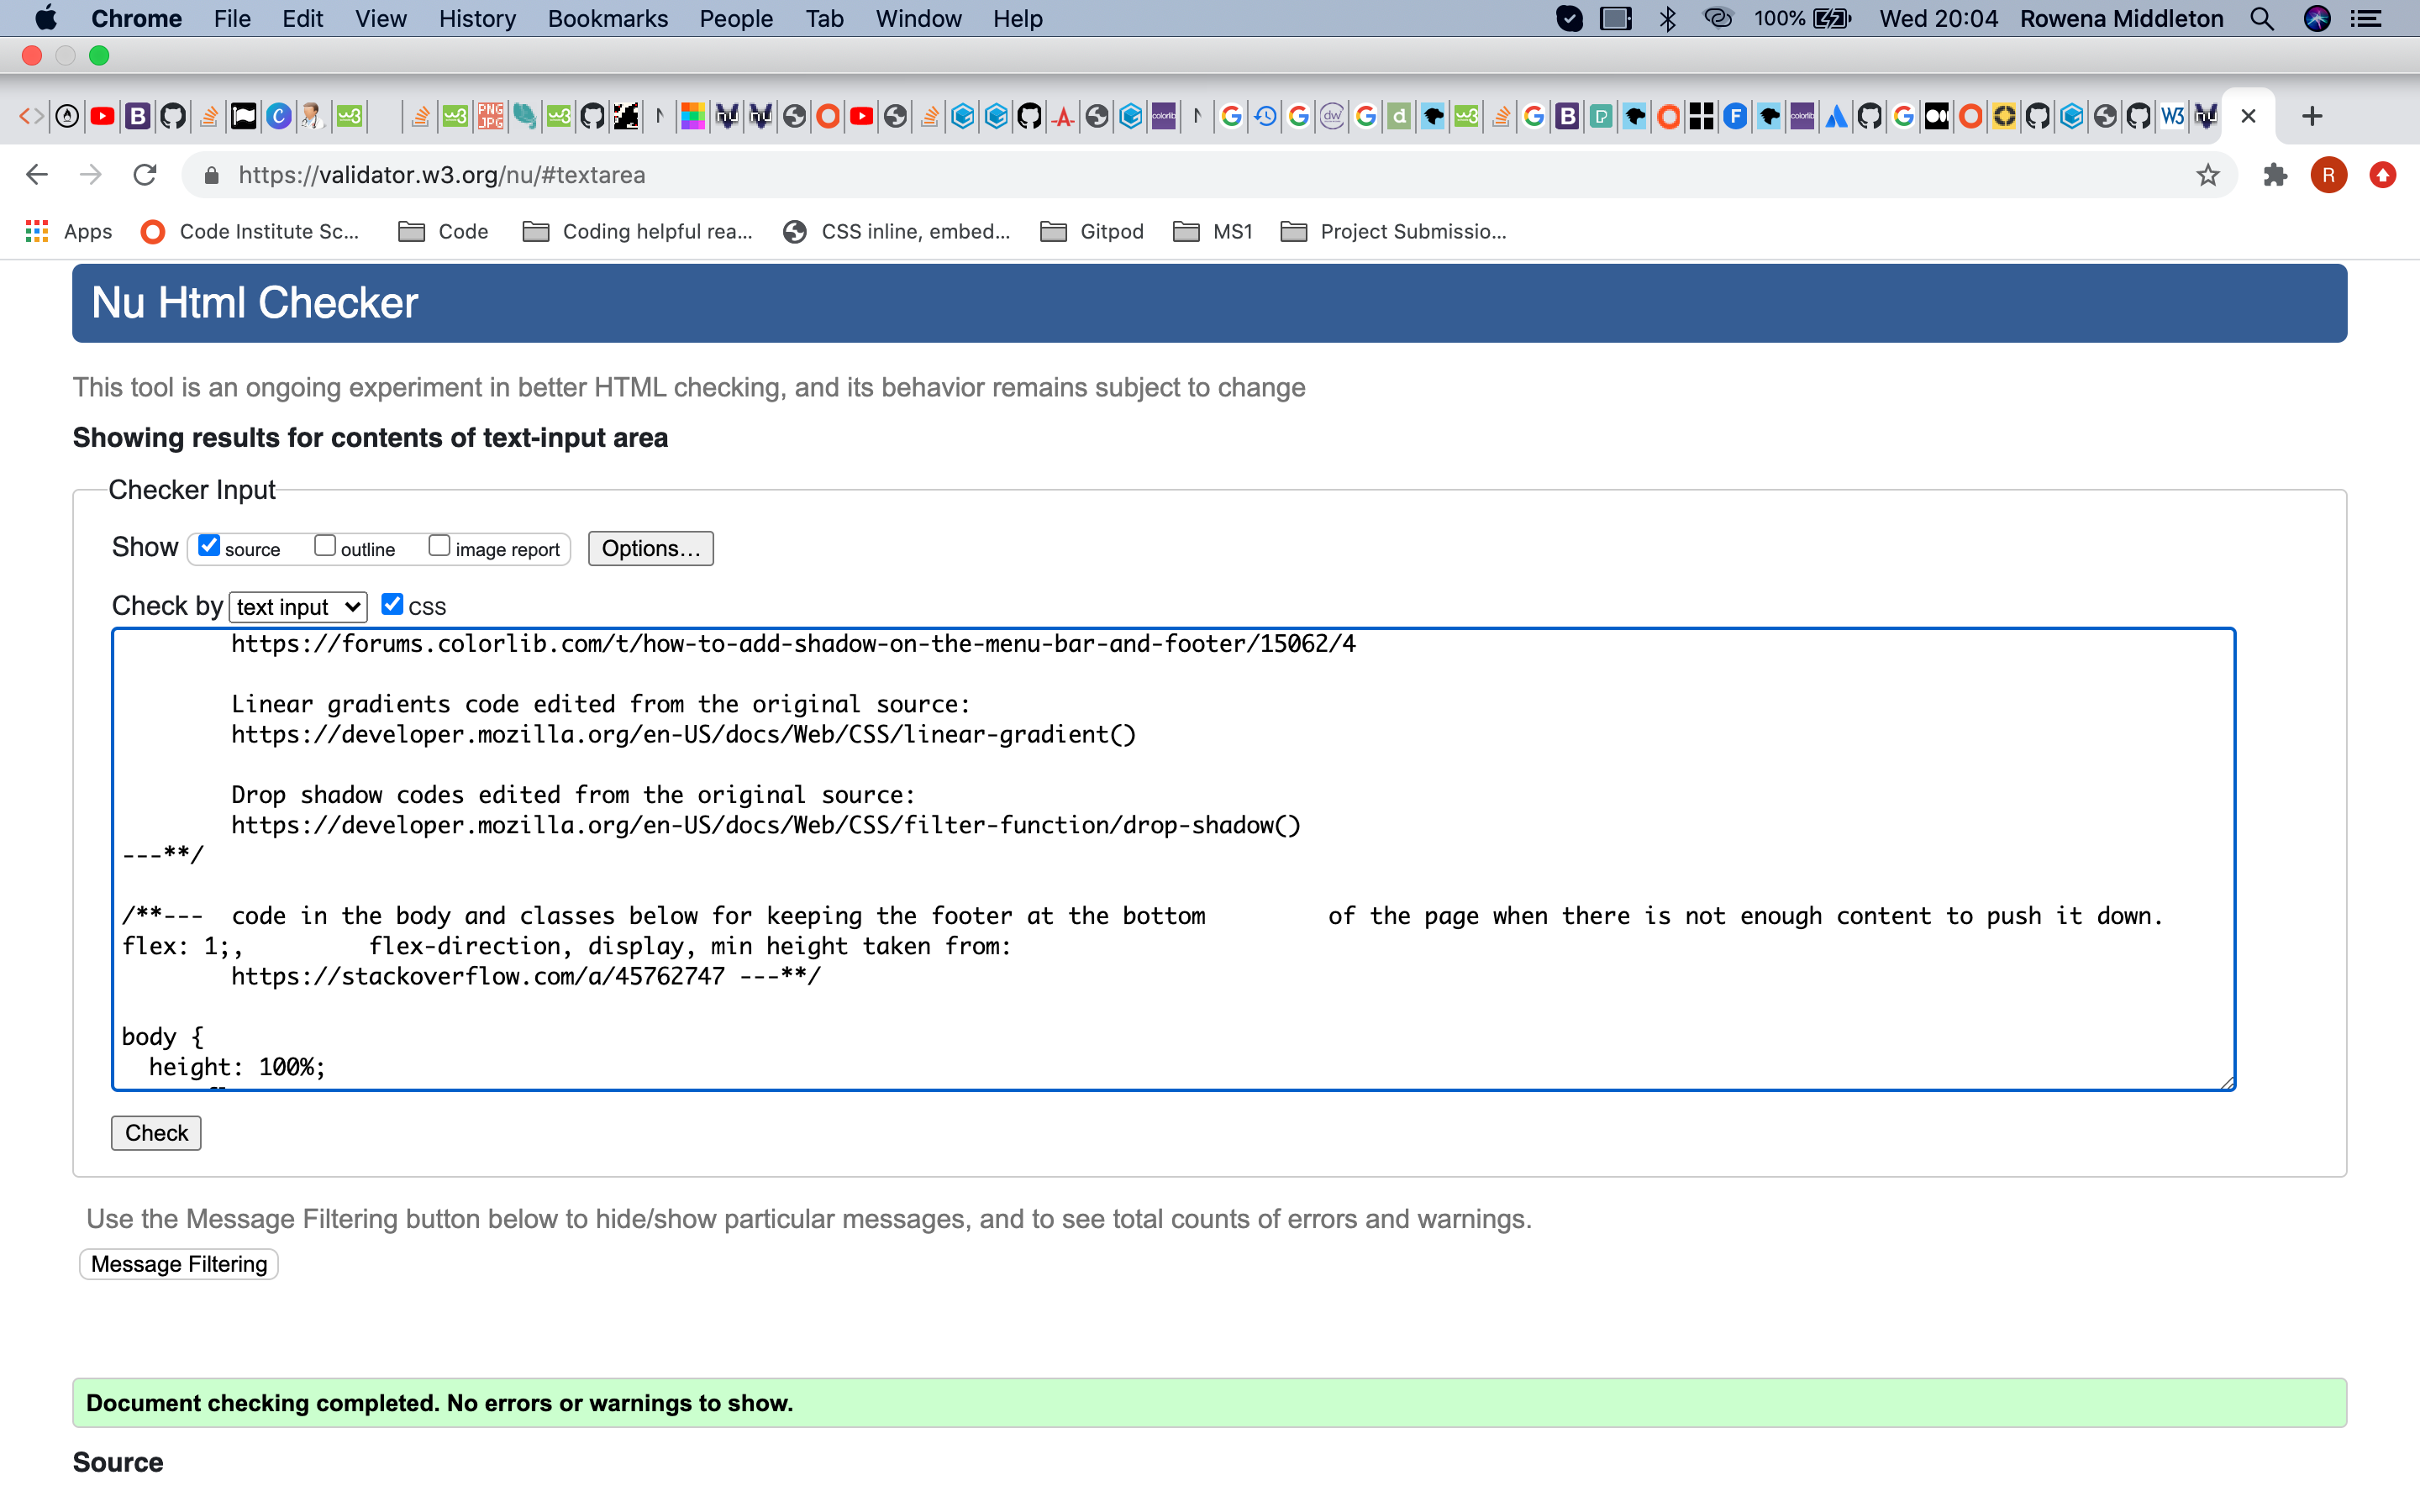 Chrome File Edit View History Bookmarks People Tab Window Help 100% Wed 20:04 Rowena Middleton
https://validator.w3.org/nu/#textarea R
Apps Code Institute Sc... Code Coding helpful rea... CSS inline, embed... Gitpod MS1 Project Submissio...
Nu Html Checker
This tool is an ongoing experiment in better HTML checking, and its behavior remains subject to change
Showing results for contents of text-input area
Checker Input
Show source outline image report Options...
Check by text input CSS
https://forums.colorlib.com/t/how-to-add-shadow-on-the-menu-bar-and-footer/15062/4
Linear gradients code edited from the original source:
https://developer.mozilla.org/en-US/docs/Web/CSS/linear-gradient()
Drop shadow codes edited from the original source:
https://developer.mozilla.org/en-US/docs/Web/CSS/filter-function/drop-shadow()
---**/
/**--- code in the body and classes below for keeping the footer at the bottom of the page when there is not enough content to push it down.
flex: 1;, flex-direction, display, min height taken from:
https://stackoverflow.com/a/45762747 ---**/
body {
height: 100%;
Check
Use the Message Filtering button below to hide/show particular messages, and to see total counts of errors and warnings.
Message Filtering
Document checking completed. No errors or warnings to show.
Source